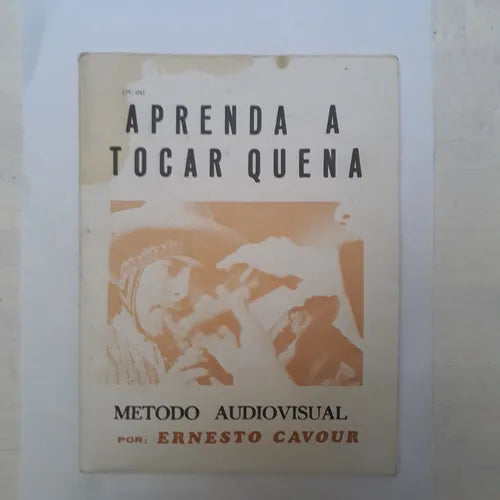 APRENDA A
TOCAR QUENA
METODO AUDIOVISUAL
POR: ERNESTO CAVOUR